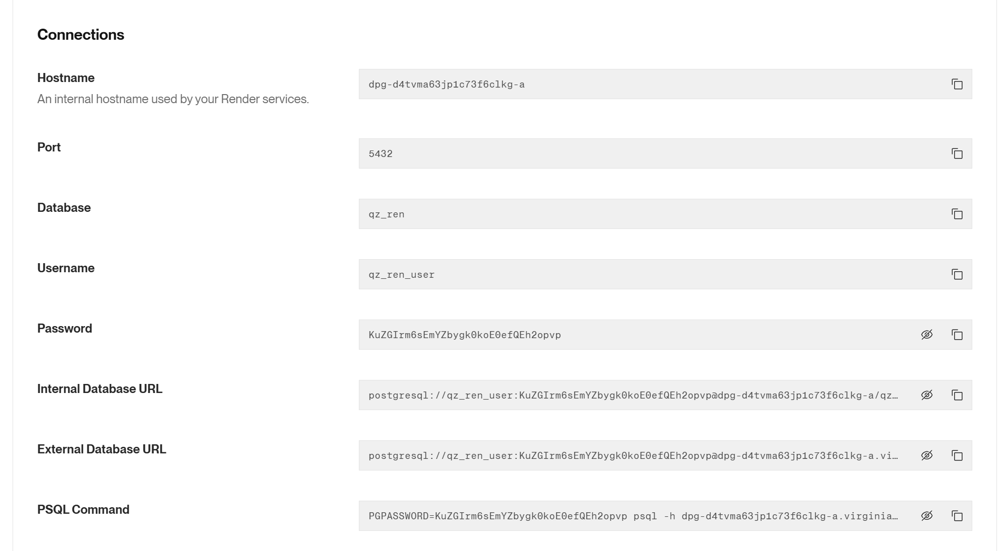 Connections
Hostname
An internal hostname used by your Render services.
dpg-d4tvma63jp1c73f6clkg-a
Port
5432
Database
qz_ren
Username
qz_ren_user
Password
KuZGIrm6sEmYZbygk0koE0efQEh2opvp
Internal Database URL
postgresql://qz_ren_user:KuZGIrm6sEmYZbygk0koE0efQEh2opvp@dpg-d4tvma63jp1c73f6clkg-a/qz…
External Database URL
postgresql://qz_ren_user:KuZGIrm6sEmYZbygk0koE0efQEh2opvp@dpg-d4tvma63jp1c73f6clkg-a.vi…
PSQL Command
PGPASSWORD=KuZGIrm6sEmYZbygk0koE0efQEh2opvp psql -h dpg-d4tvma63jp1c73f6clkg-a.virginia…